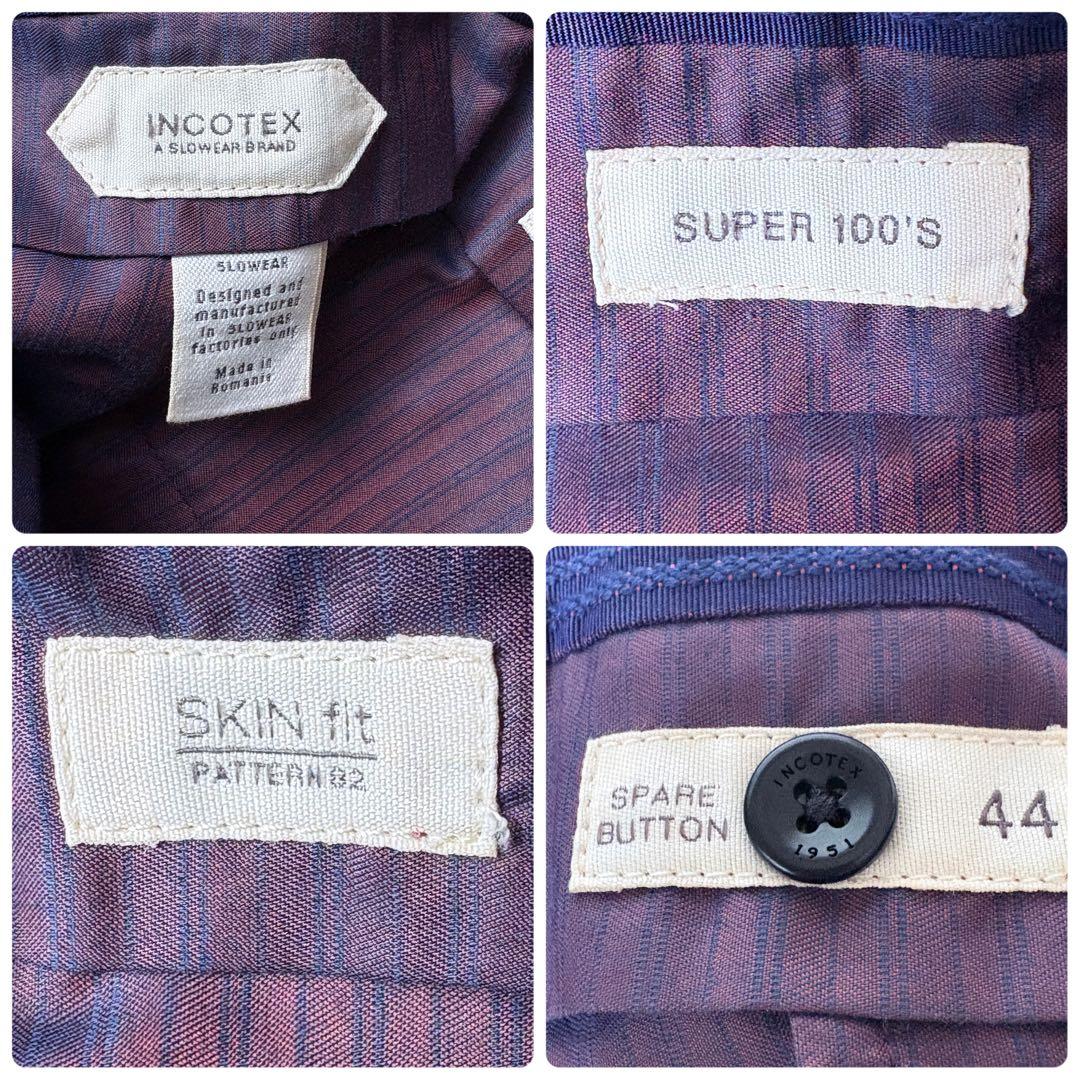 INCOTEX
A SLOWEAR BRAND
SLOWEAR
Designed and
manufactured
in SLOWEAR
factories only
Made in
Romania
SUPER 100'S
SKIN fit
PATTERN 82
SPARE
BUTTON
INCOTEX
1951
44